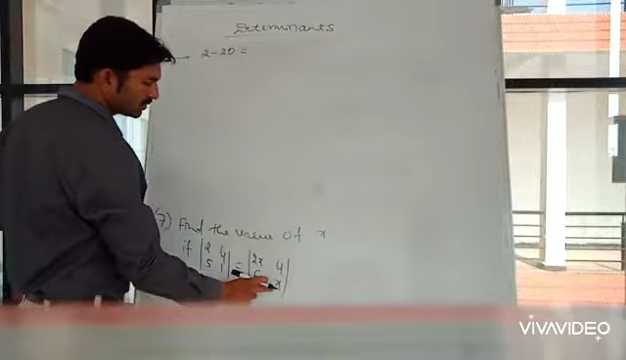 Determinants
2-20 =
(7) Find the value of x
if |2 4| = |2x 4|
|5 1| |6 x|
VIVAVIDEO